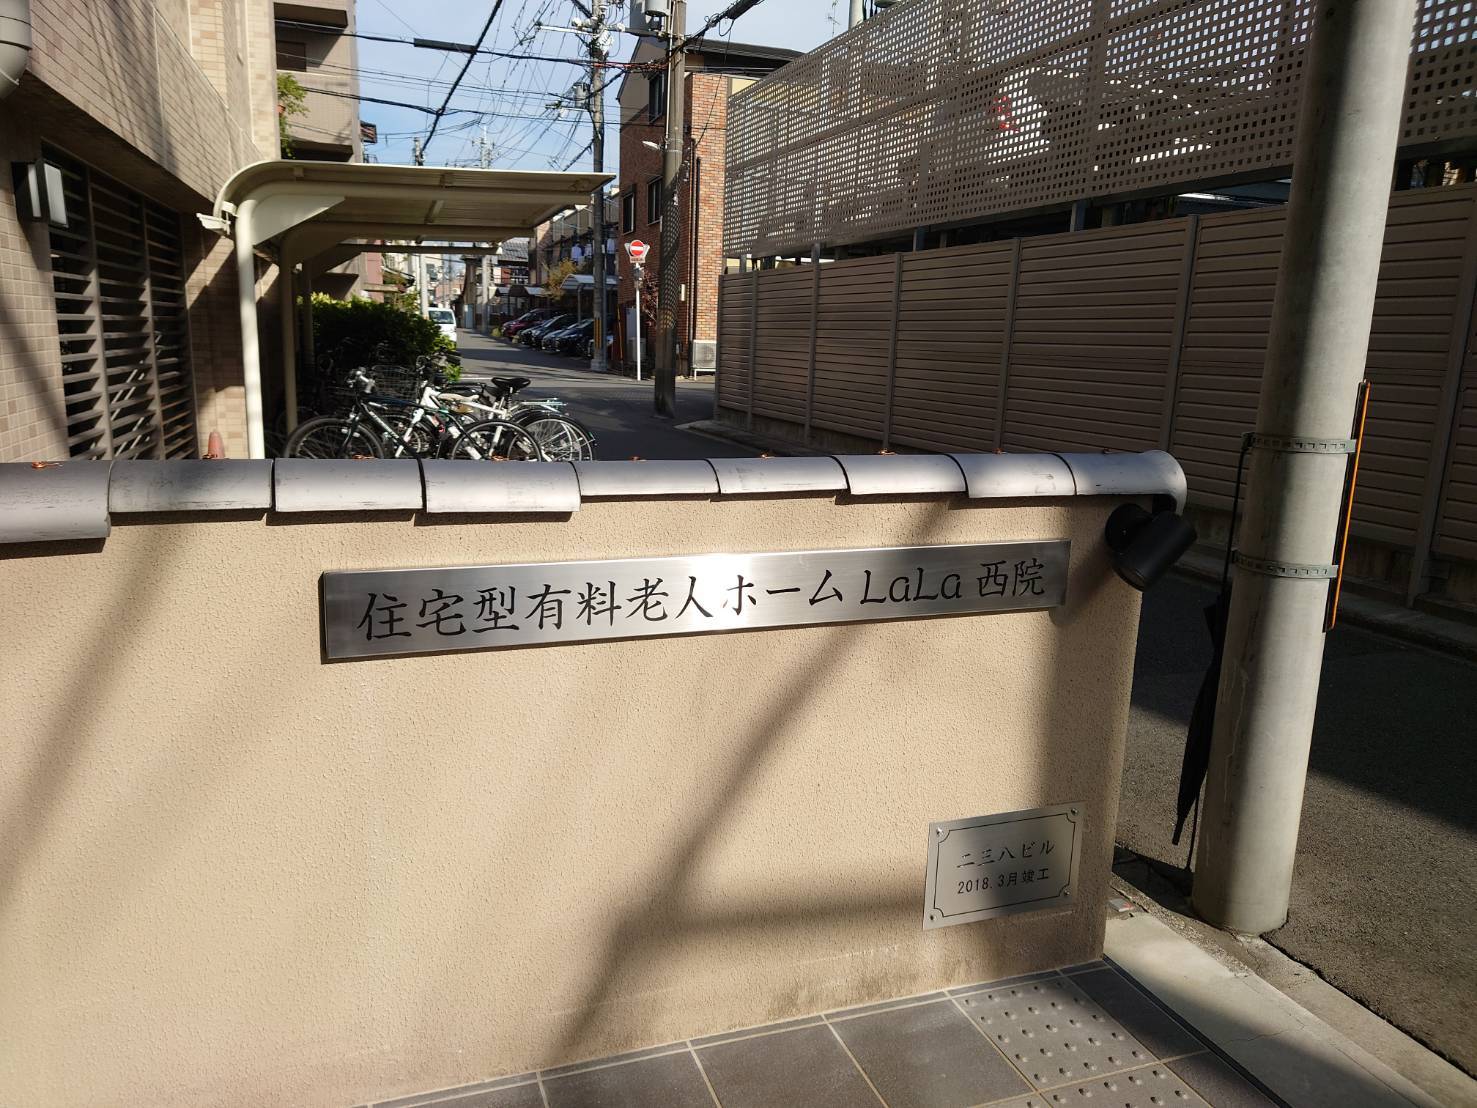 住宅型有料老人ホーム LaLa 西院
二三八ビル
2018.3月竣工